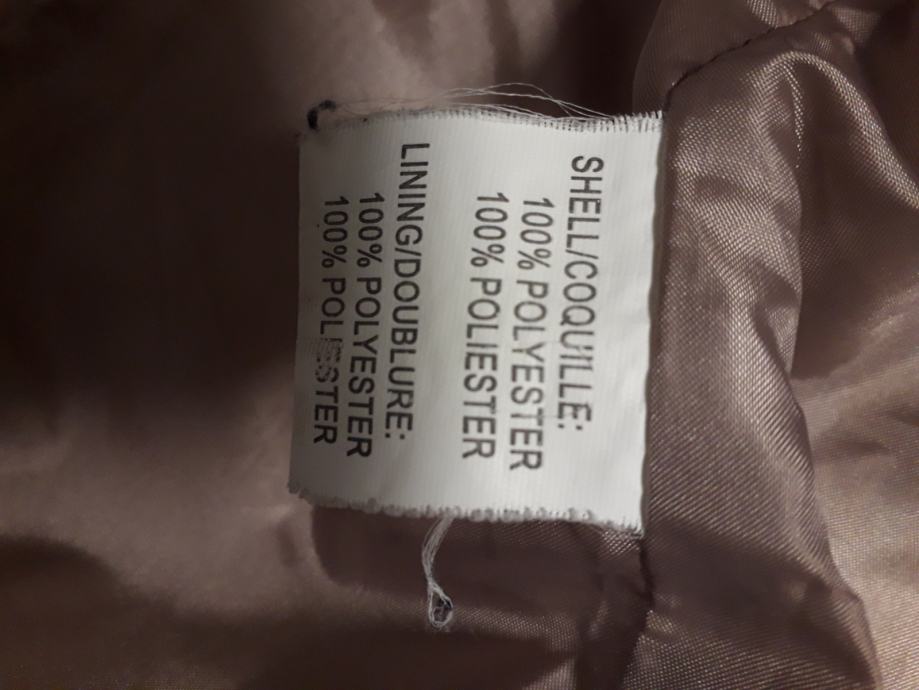 SHELL/COQUILLE:
100% POLYESTER
100% POLIESTER
LINING/DOUBLURE:
100% POLYESTER
100% POLIESTER